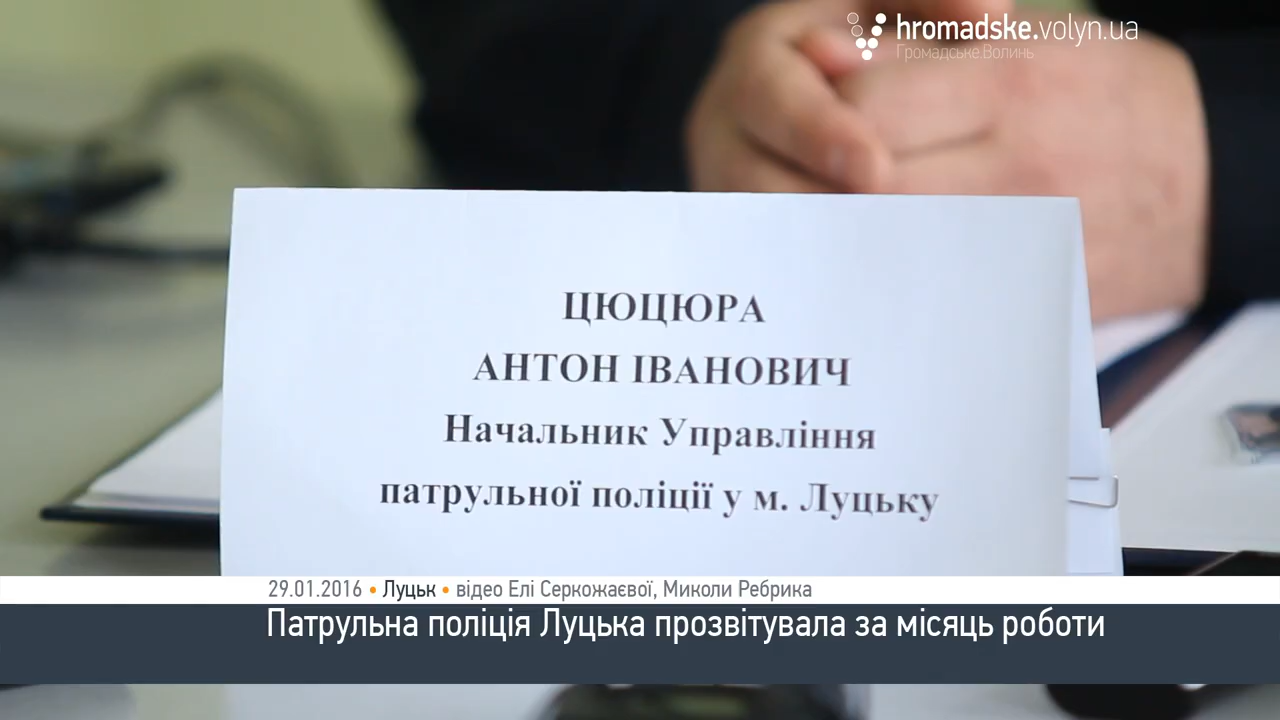 hromadske.volyn.ua
Громадське.Волинь
ЦЮЦЮРА
АНТОН ІВАНОВИЧ
Начальник Управління
патрульної поліції у м. Луцьку
29.01.2016 • Луцьк • відео Елі Серкожаєвої, Миколи Ребрика
Патрульна поліція Луцька прозвітувала за місяць роботи